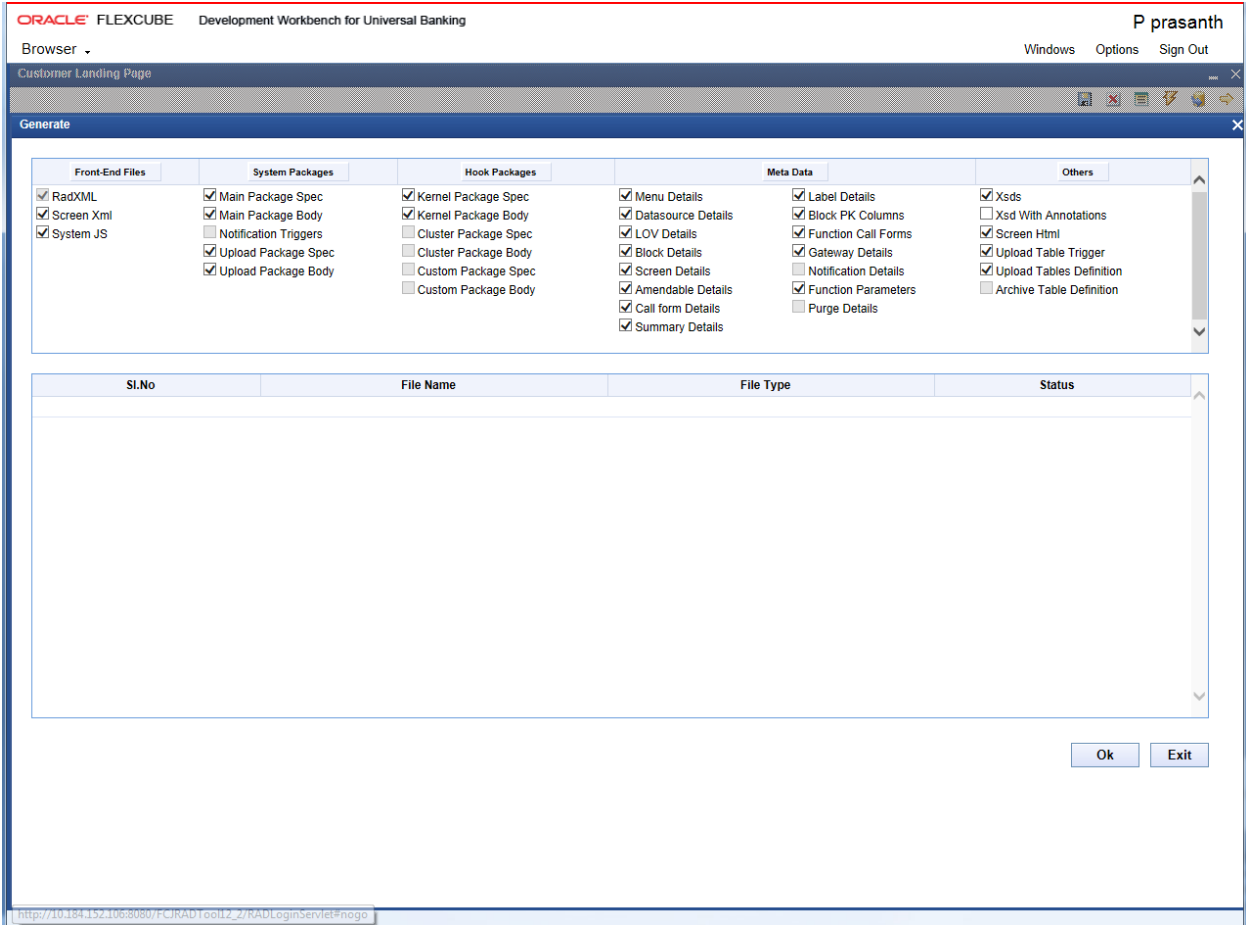 ORACLE FLEXCUBE Development Workbench for Universal Banking
P prasanth
Browser
Windows Options Sign Out
Customer Landing Page
Generate
Front-End Files System Packages Hook Packages Meta Data Others
RadXML Main Package Spec Kernel Package Spec Menu Details Label Details Xsds
Screen Xml Main Package Body Kernel Package Body Datasource Details Block PK Columns Xsd With Annotations
System JS Notification Triggers Cluster Package Spec LOV Details Function Call Forms Screen Html
Upload Package Spec Cluster Package Body Block Details Gateway Details Upload Table Trigger
Upload Package Body Custom Package Spec Screen Details Notification Details Upload Tables Definition
Custom Package Body Amendable Details Function Parameters Archive Table Definition
Call form Details Purge Details
Summary Details
Sl.No File Name File Type Status
Ok Exit
http://10.184.152.106:8080/FCJRADTool12_2/RADLoginServlet#nogo